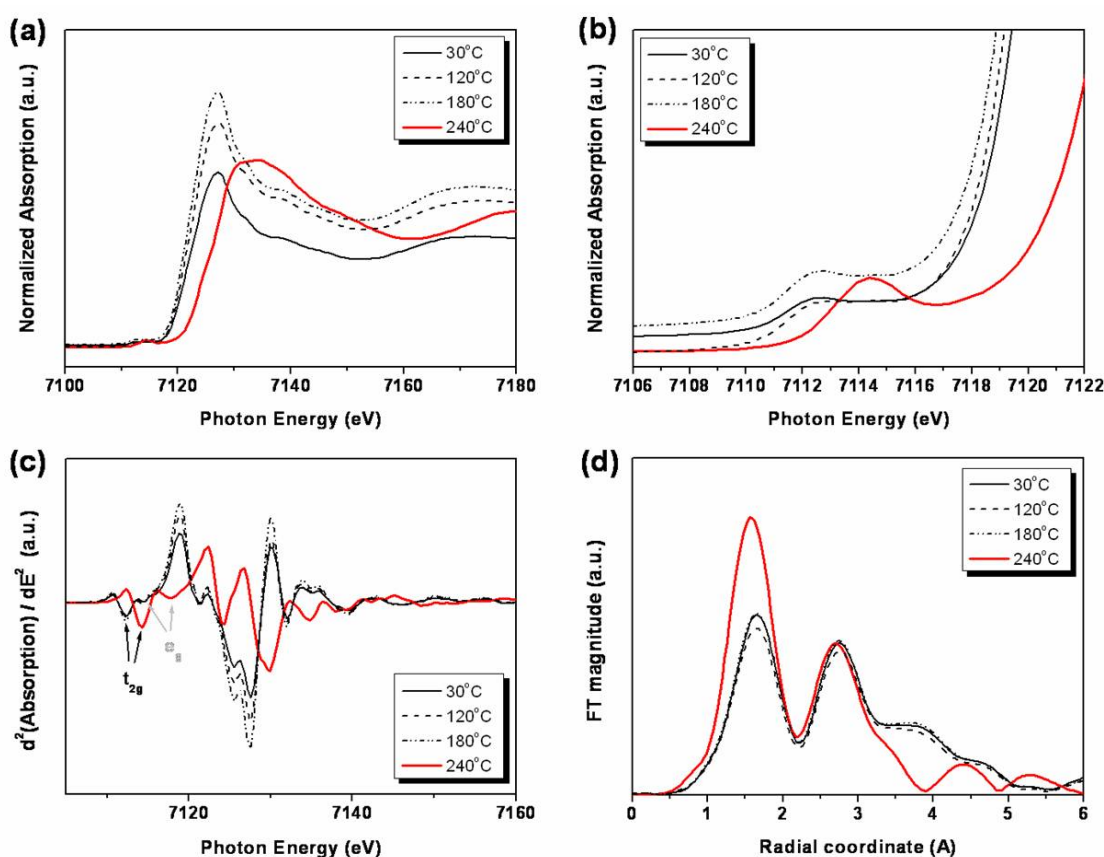 (a)
Normalized Absorption (a.u.)
30°C
120°C
180°C
240°C
7100 7120 7140 7160 7180
Photon Energy (eV)
(b)
Normalized Absorption (a.u.)
30°C
120°C
180°C
240°C
7106 7108 7110 7112 7114 7116 7118 7120 7122
Photon Energy (eV)
(c)
d²(Absorption) / dE² (a.u.)
t2g
30°C
120°C
180°C
240°C
7120 7140 7160
Photon Energy (eV)
(d)
FT magnitude (a.u.)
30°C
120°C
180°C
240°C
0 1 2 3 4 5 6
Radial coordinate (A)